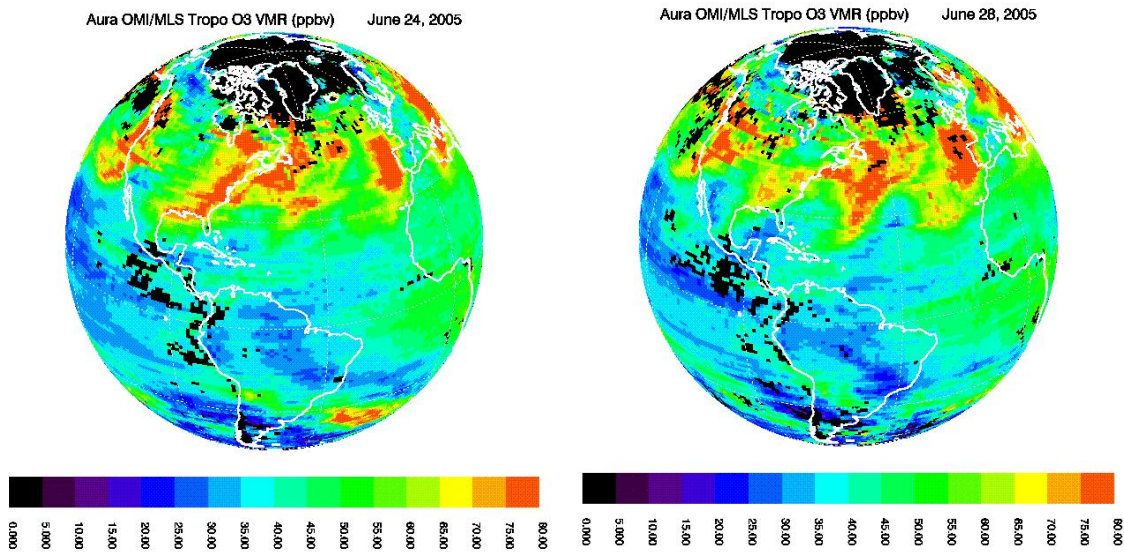 Aura OMI/MLS Tropo O3 VMR (ppbv) June 24, 2005
0.000 5.000 10.00 15.00 20.00 25.00 30.00 35.00 40.00 45.00 50.00 55.00 60.00 65.00 70.00 75.00 80.00
Aura OMI/MLS Tropo O3 VMR (ppbv) June 28, 2005
0.000 5.000 10.00 15.00 20.00 25.00 30.00 35.00 40.00 45.00 50.00 55.00 60.00 65.00 70.00 75.00 80.00